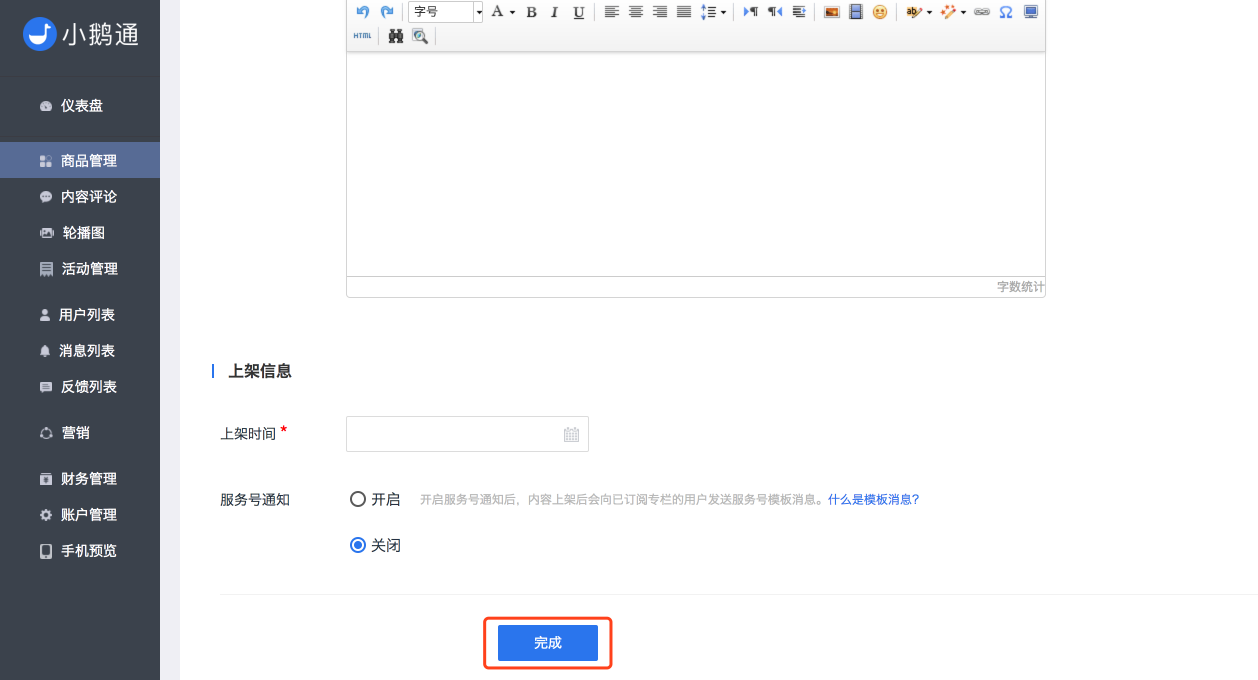 小鹅通
仪表盘
商品管理
内容评论
轮播图
活动管理
用户列表
消息列表
反馈列表
营销
财务管理
账户管理
手机预览
字号 A B I U
HTML
字数统计
上架信息
上架时间 *
服务号通知 开启 开启服务号通知后，内容上架后会向已订阅专栏的用户发送服务号模板消息。什么是模板消息?
关闭
完成